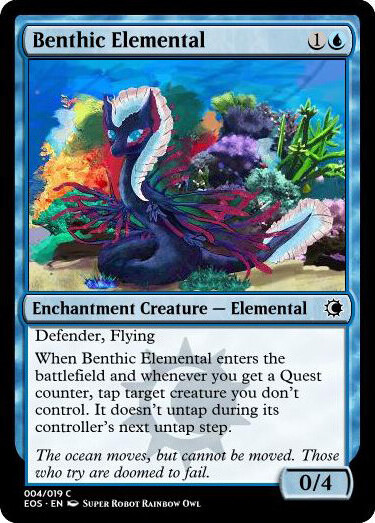 Benthic Elemental 1
Enchantment Creature — Elemental
Defender, Flying
When Benthic Elemental enters the
battlefield and whenever you get a Quest
counter, tap target creature you don't
control. It doesn't untap during its
controller's next untap step.
The ocean moves, but cannot be moved. Those
who try are doomed to fail.
0/4
004/019 C
EOS • EN Super Robot Rainbow Owl